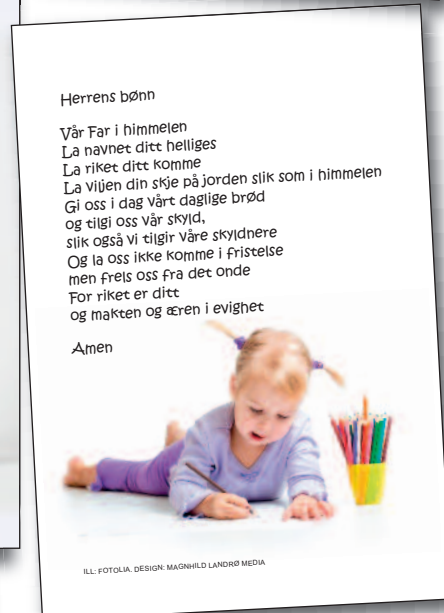 Herrens bønn
Vår Far i himmelen
La navnet ditt helliges
La riket ditt komme
La viljen din skje på jorden slik som i himmelen
Gi oss i dag vårt daglige brød
og tilgi oss vår skyld,
slik også vi tilgir våre skyldnere
Og la oss ikke komme i fristelse
men frels oss fra det onde
For riket er ditt
og makten og æren i evighet
Amen
ILL: FOTOLIA. DESIGN: MAGNHILD LANDRØ MEDIA